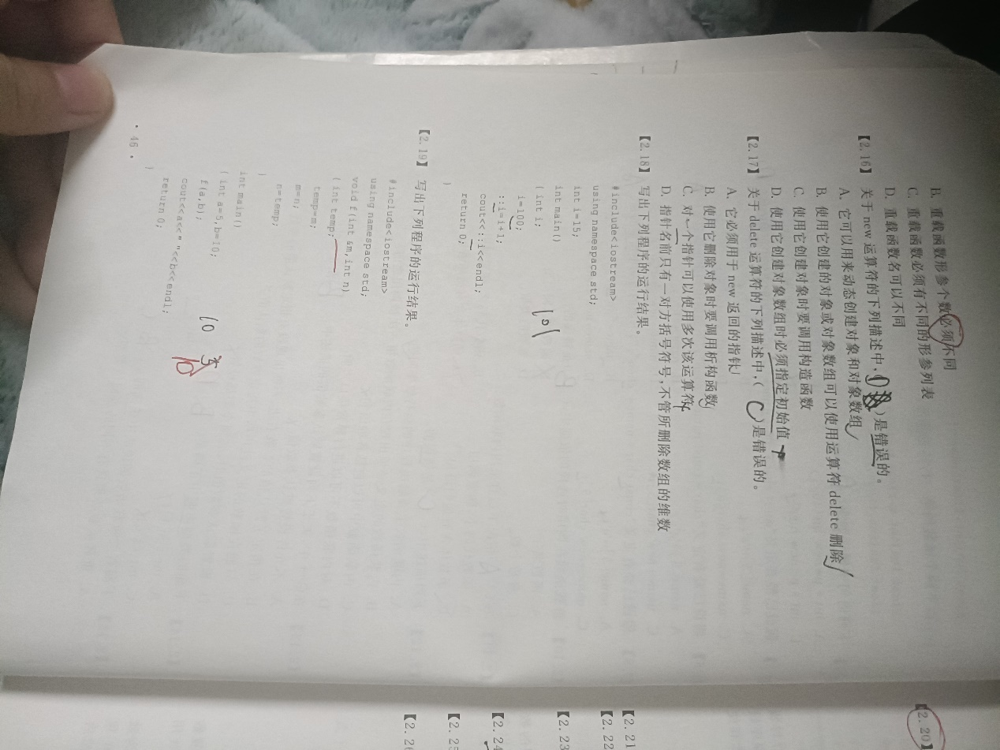 B. 重载函数形参个数必须不同
C. 重载函数必须有不同的形参列表
D. 重载函数名可以不同
【2.16】 关于 new 运算符的下列描述中,( D )是错误的。
A. 它可以用来动态创建对象和对象数组
B. 使用它创建的对象或对象数组可以使用运算符 delete 删除
C. 使用它创建对象时要调用构造函数
D. 使用它创建对象数组时必须指定初始值
【2.17】 关于 delete 运算符的下列描述中,( C )是错误的。
A. 它必须用于 new 返回的指针
B. 使用它删除对象时要调用析构函数
C. 对一个指针可以使用多次该运算符
D. 指针名前只有一对方括号符号,不管所删除数组的维数
【2.18】 写出下列程序的运行结果。
#include<iostream>
using namespace std;
int i=15;
int main()
{ int i;
i=100;
::i=i+1;
cout<<::i<<endl;
return 0;
}
101
【2.19】 写出下列程序的运行结果。
#include<iostream>
using namespace std;
void f(int &m,int n)
{ int temp;
temp=m;
m=n;
n=temp;
}
int main()
{ int a=5,b=10;
f(a,b);
cout<<a<<" "<<b<<endl;
return 0;
}
10
10
· 46 ·
【2.20】
【2.21
【2.22
【2.23
【2.24
【2.25
【2.26